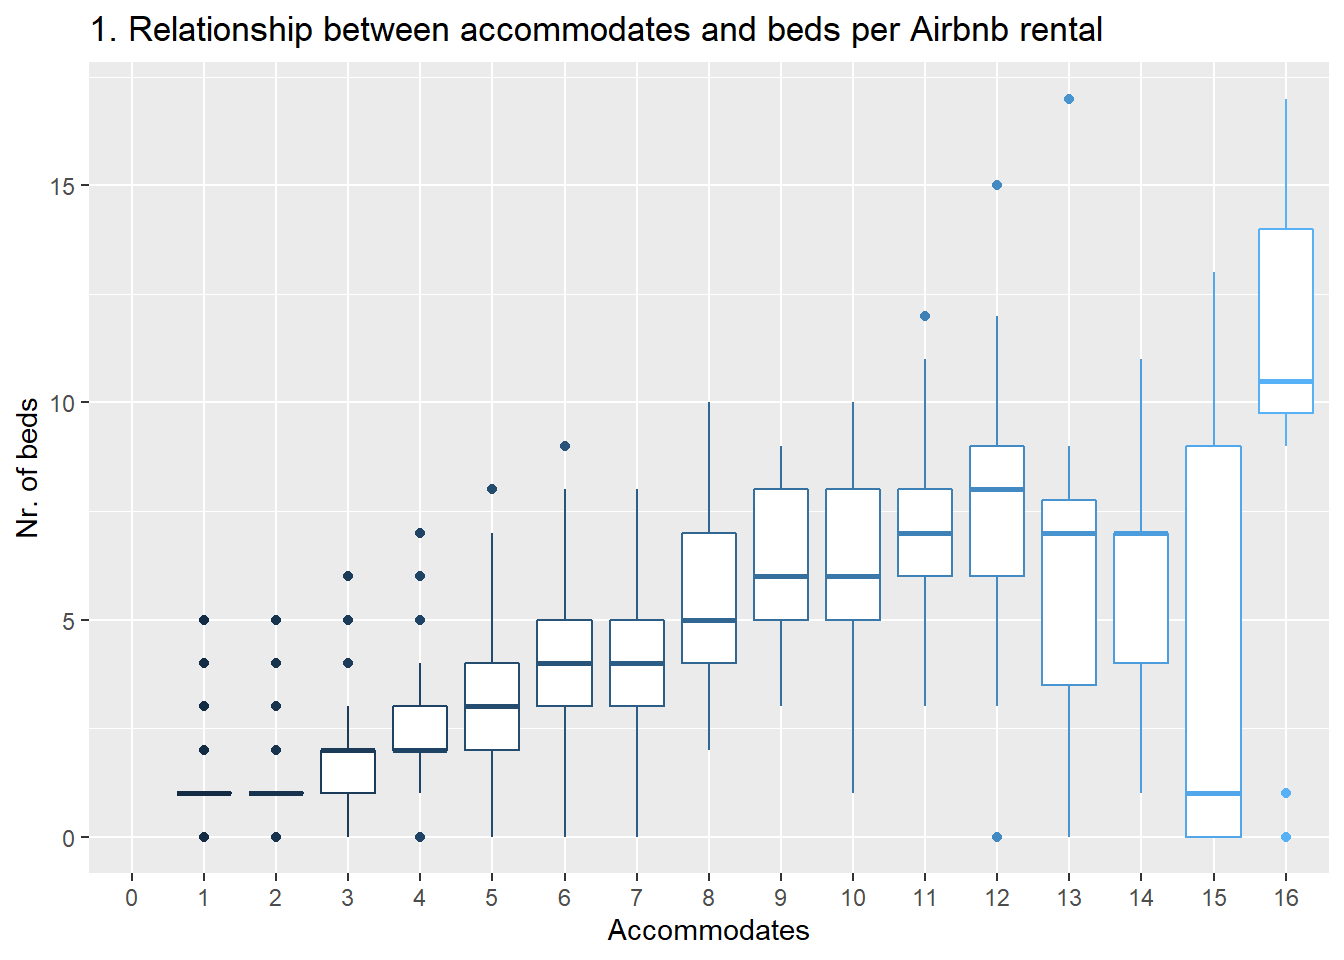 1. Relationship between accommodates and beds per Airbnb rental
Nr. of beds
15
10
5
0
0 1 2 3 4 5 6 7 8 9 10 11 12 13 14 15 16
Accommodates